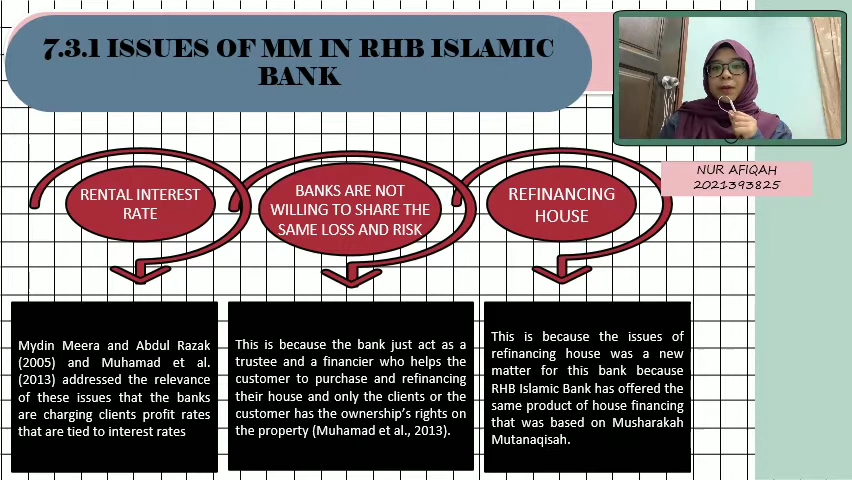 7.3.1 ISSUES OF MM IN RHB ISLAMIC
BANK
NUR AFIQAH
2021393825
RENTAL INTEREST
RATE
BANKS ARE NOT
WILLING TO SHARE THE
SAME LOSS AND RISK
REFINANCING
HOUSE
Mydin Meera and Abdul Razak
(2005) and Muhamad et al.
(2013) addressed the relevance
of these issues that the banks
are charging clients profit rates
that are tied to interest rates
This is because the bank just act as a
trustee and a financier who helps the
customer to purchase and refinancing
their house and only the clients or the
customer has the ownership's rights on
the property (Muhamad et al., 2013).
This is because the issues of
refinancing house was a new
matter for this bank because
RHB Islamic Bank has offered the
same product of house financing
that was based on Musharakah
Mutanaqisah.